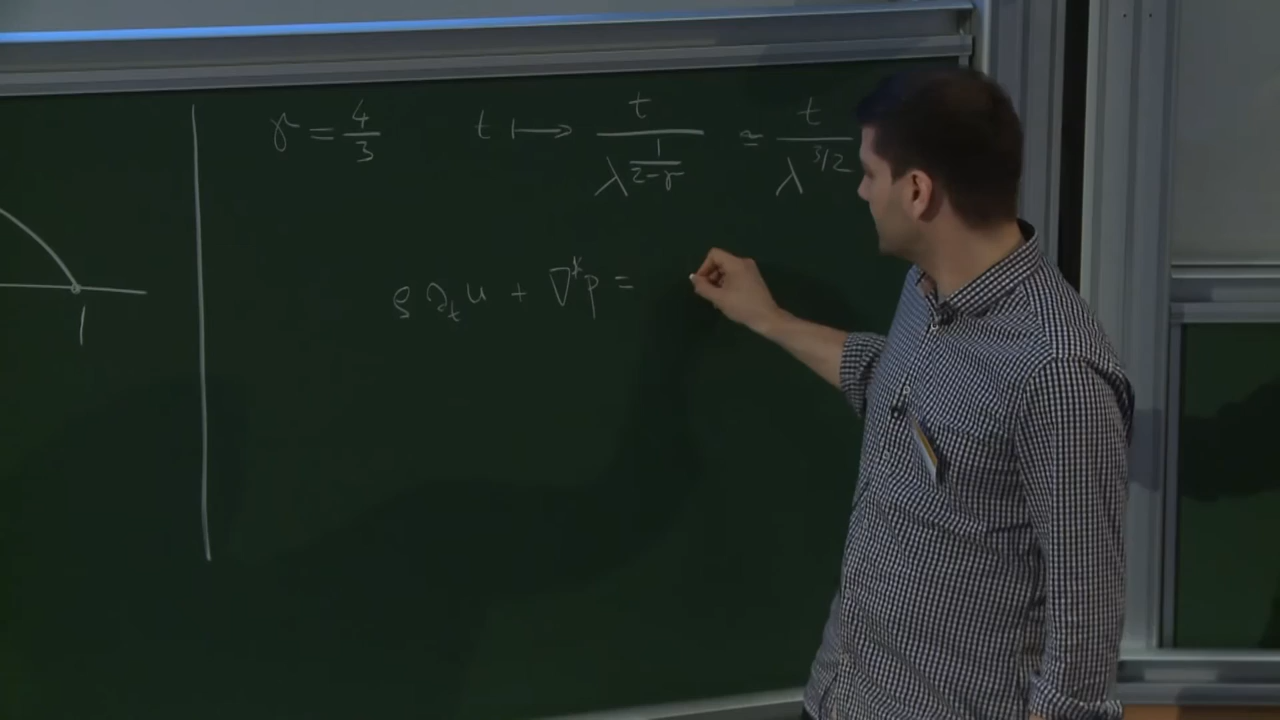 γ = 4/3 t ⟼ t/λ^{1/(2-γ)} ≃ t/λ^{3/2}
ρ ∂_t u + ∇^* p =
1